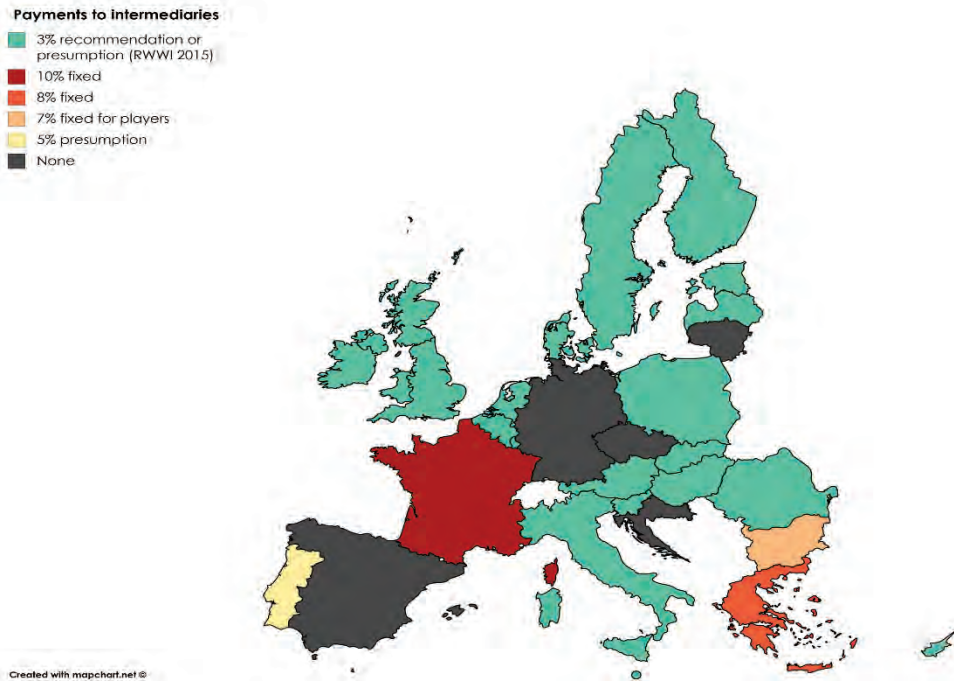 Payments to intermediaries
3% recommendation or
presumption (RWWI 2015)
10% fixed
8% fixed
7% fixed for players
5% presumption
None
Created with mapchart.net ©